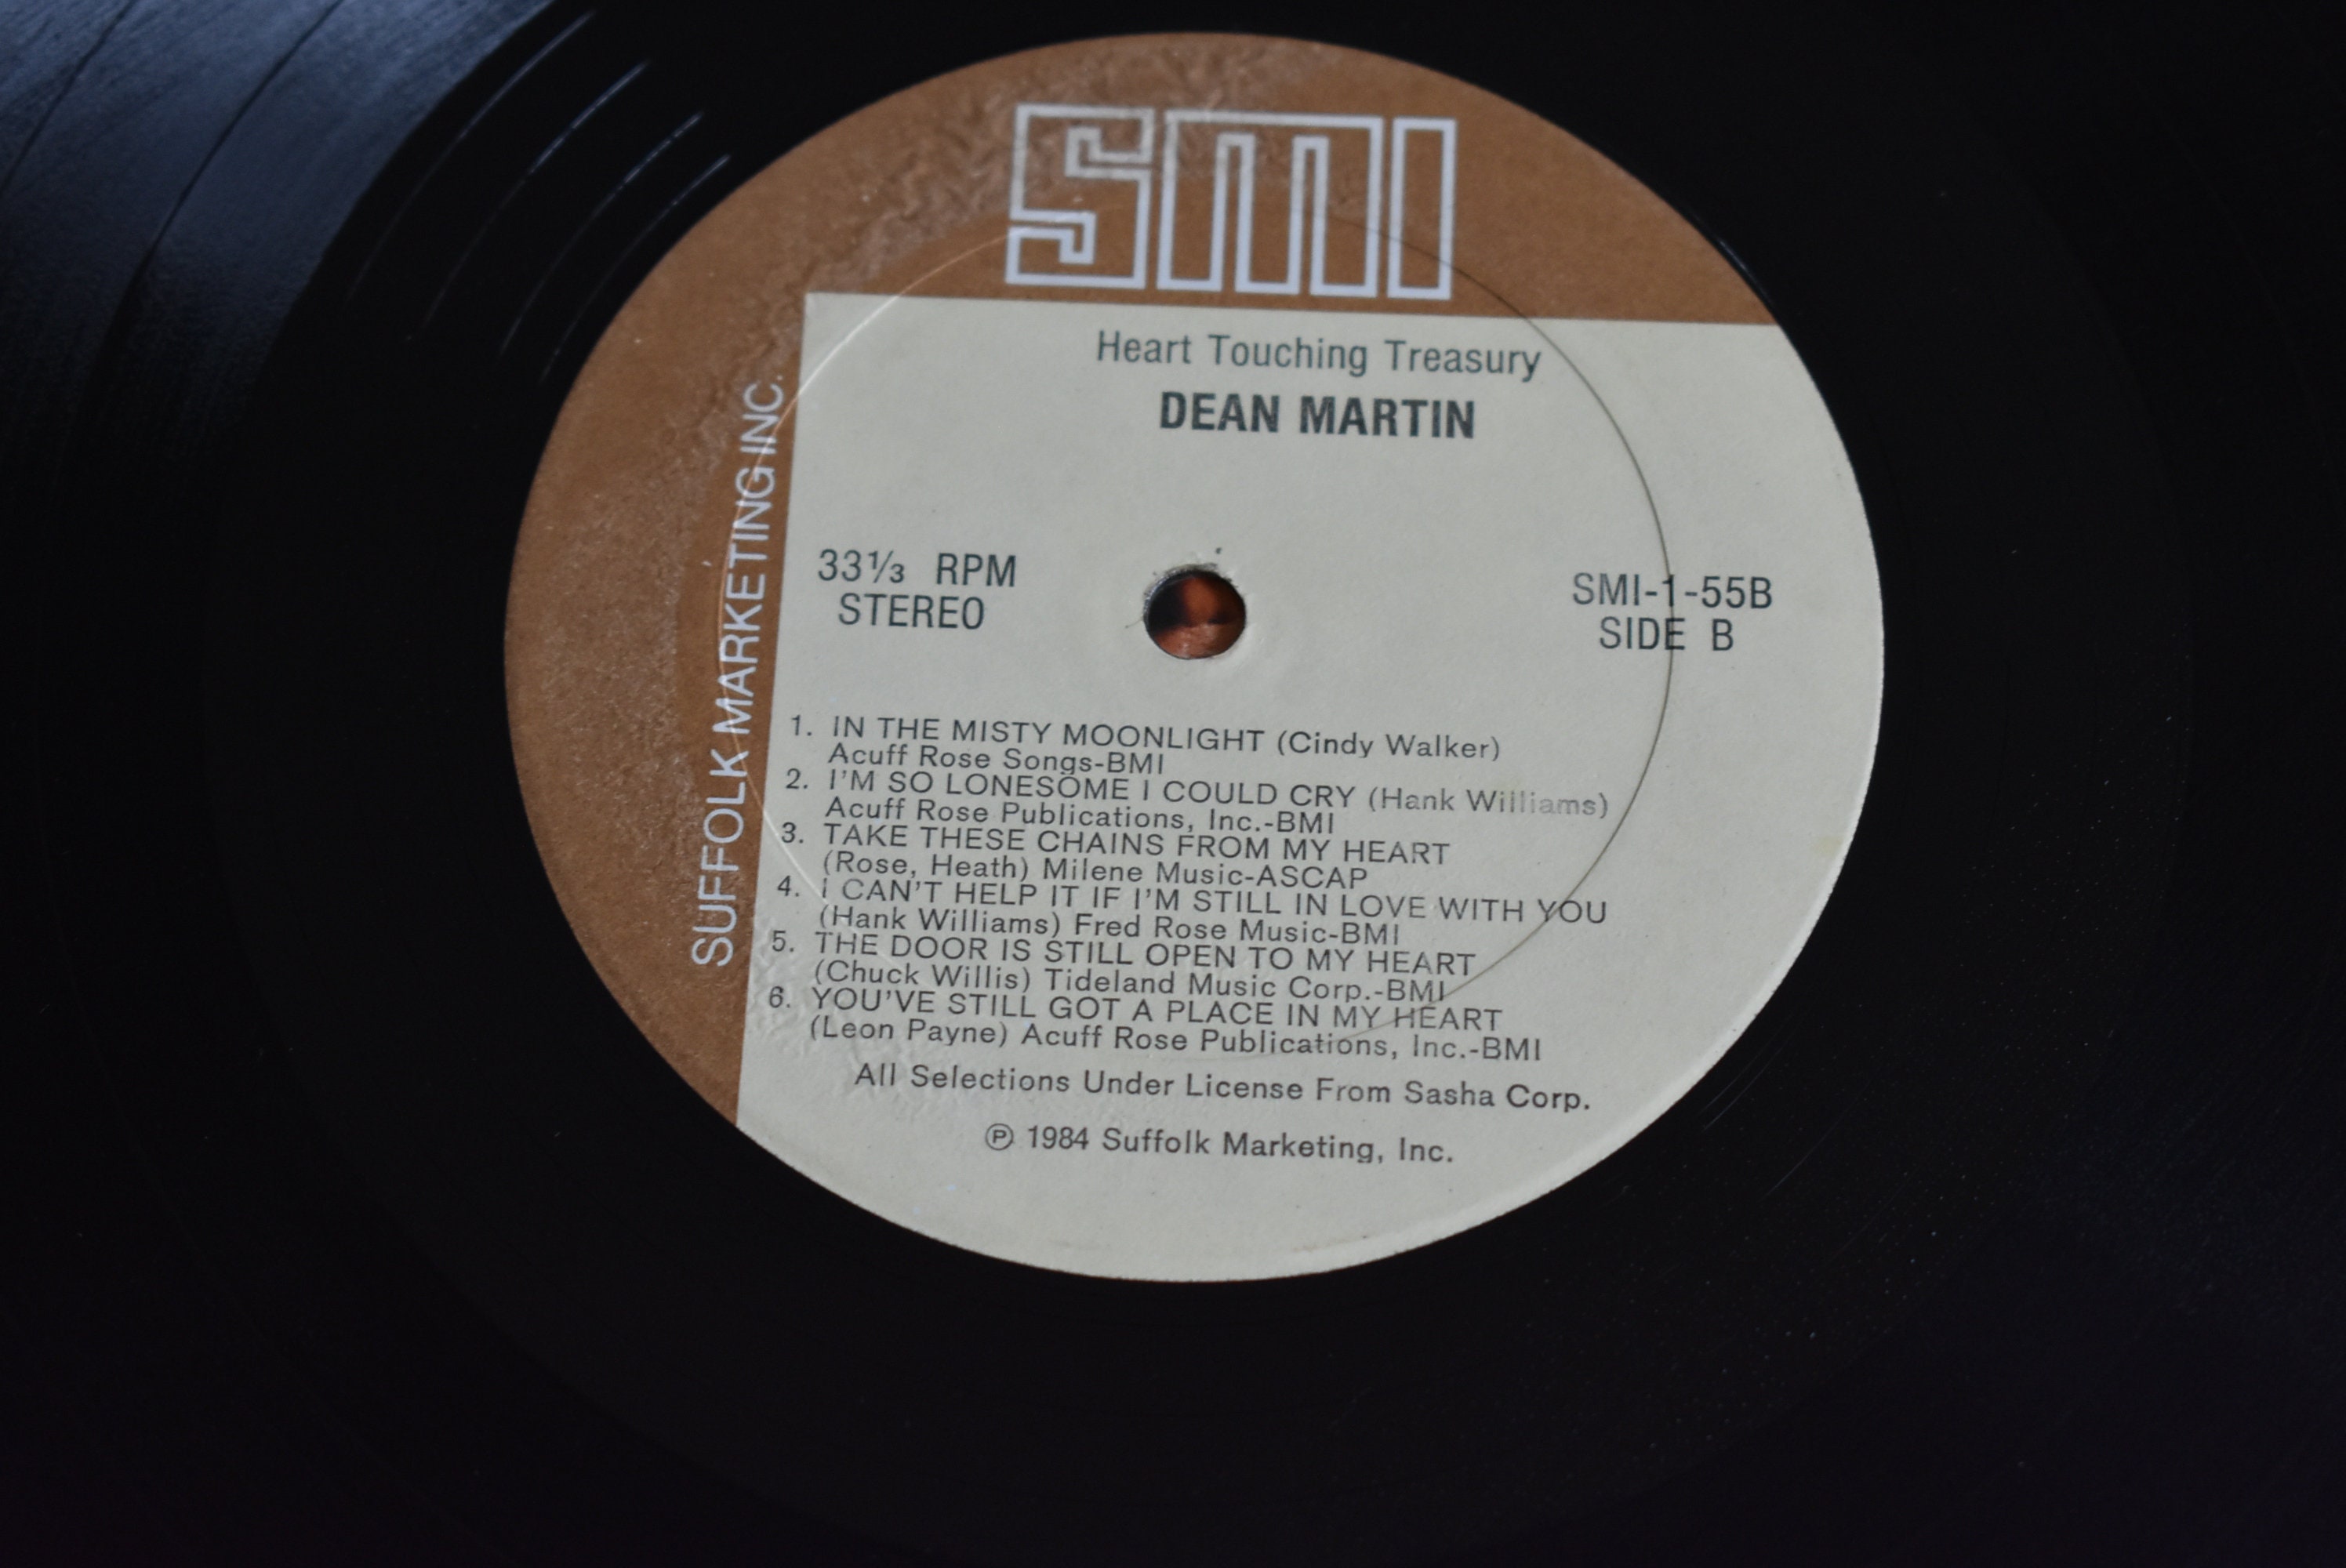 SMI
SUFFOLK MARKETING INC.
Heart Touching Treasury
DEAN MARTIN
33⅓ RPM
STEREO
SMI-1-55B
SIDE B
1. IN THE MISTY MOONLIGHT (Cindy Walker)
Acuff Rose Songs-BMI
2. I'M SO LONESOME I COULD CRY (Hank Williams)
Acuff Rose Publications, Inc.-BMI
3. TAKE THESE CHAINS FROM MY HEART
(Rose, Heath) Milene Music-ASCAP
4. I CAN'T HELP IT IF I'M STILL IN LOVE WITH YOU
(Hank Williams) Fred Rose Music-BMI
5. THE DOOR IS STILL OPEN TO MY HEART
(Chuck Willis) Tideland Music Corp.-BMI
6. YOU'VE STILL GOT A PLACE IN MY HEART
(Leon Payne) Acuff Rose Publications, Inc.-BMI
All Selections Under License From Sasha Corp.
℗ 1984 Suffolk Marketing, Inc.